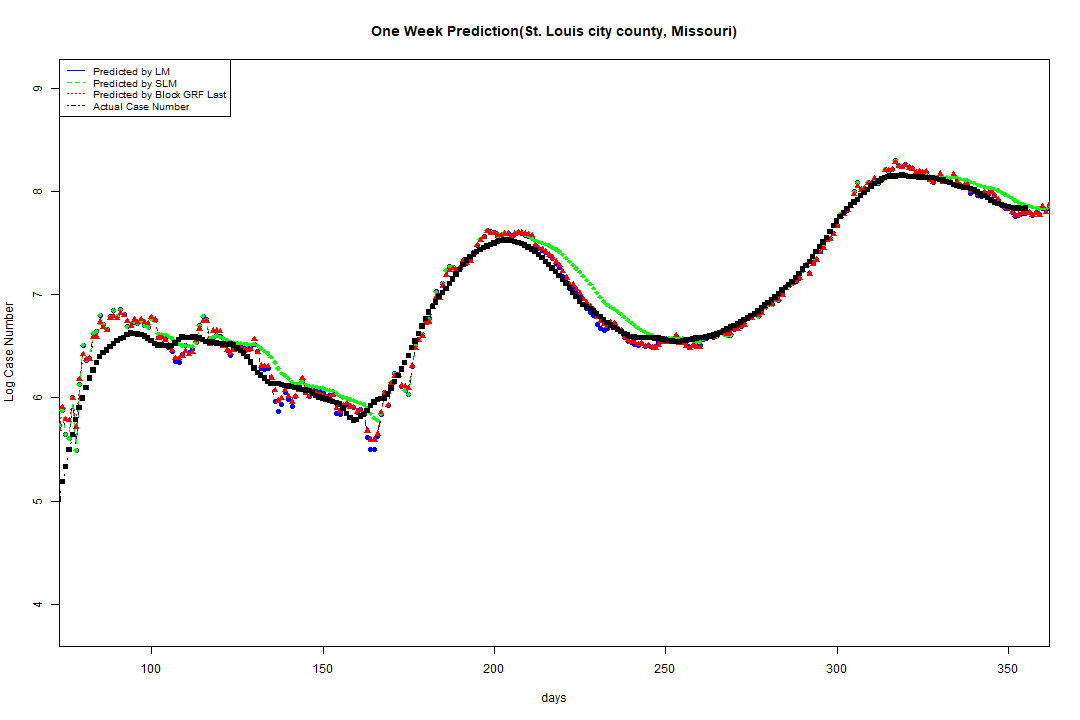 One Week Prediction(St. Louis city county, Missouri)
Predicted by LM
Predicted by SLM
Predicted by Block GRF Last
Actual Case Number
9
8
7
6
5
4
Log Case Number
100 150 200 250 300 350
days